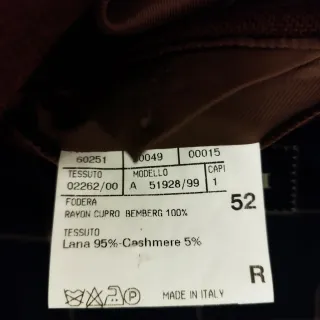 60251 0049 00015
TESSUTO MODELLO CAPI
02262/00 A 51928/99 1
FODERA 52
RAYON CUPRO BEMBERG 100%
TESSUTO
Lana 95%-Cashmere 5%
R
P MADE IN ITALY